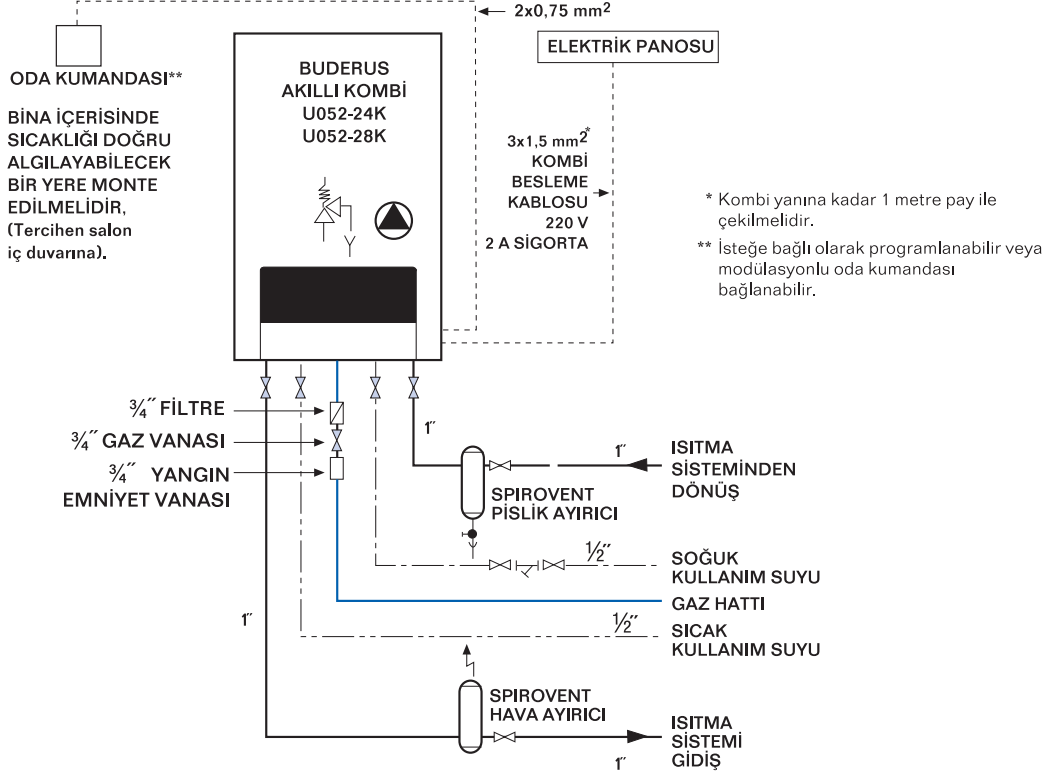 2x0,75 mm²
ELEKTRİK PANOSU
ODA KUMANDASI**
BİNA İÇERİSİNDE
SICAKLIĞI DOĞRU
ALGILAYABİLECEK
BİR YERE MONTE
EDİLMELİDİR,
(Tercihen salon
iç duvarına).
BUDERUS
AKILLI KOMBİ
U052-24K
U052-28K
3x1,5 mm²*
KOMBİ
BESLEME
KABLOSU
220 V
2 A SİGORTA
* Kombi yanına kadar 1 metre pay ile
çekilmelidir.
** İsteğe bağlı olarak programlanabilir veya
modülasyonlu oda kumandası
bağlanabilir.
¾" FİLTRE
¾" GAZ VANASI
¾" YANGIN
EMNİYET VANASI
1"
1"
ISITMA
SİSTEMİNDEN
DÖNÜŞ
SPIROVENT
PİSLİK AYIRICI
½"
SOĞUK
KULLANIM SUYU
GAZ HATTI
1"
½"
SICAK
KULLANIM SUYU
SPIROVENT
HAVA AYIRICI
1"
ISITMA
SİSTEMİ
GİDİŞ